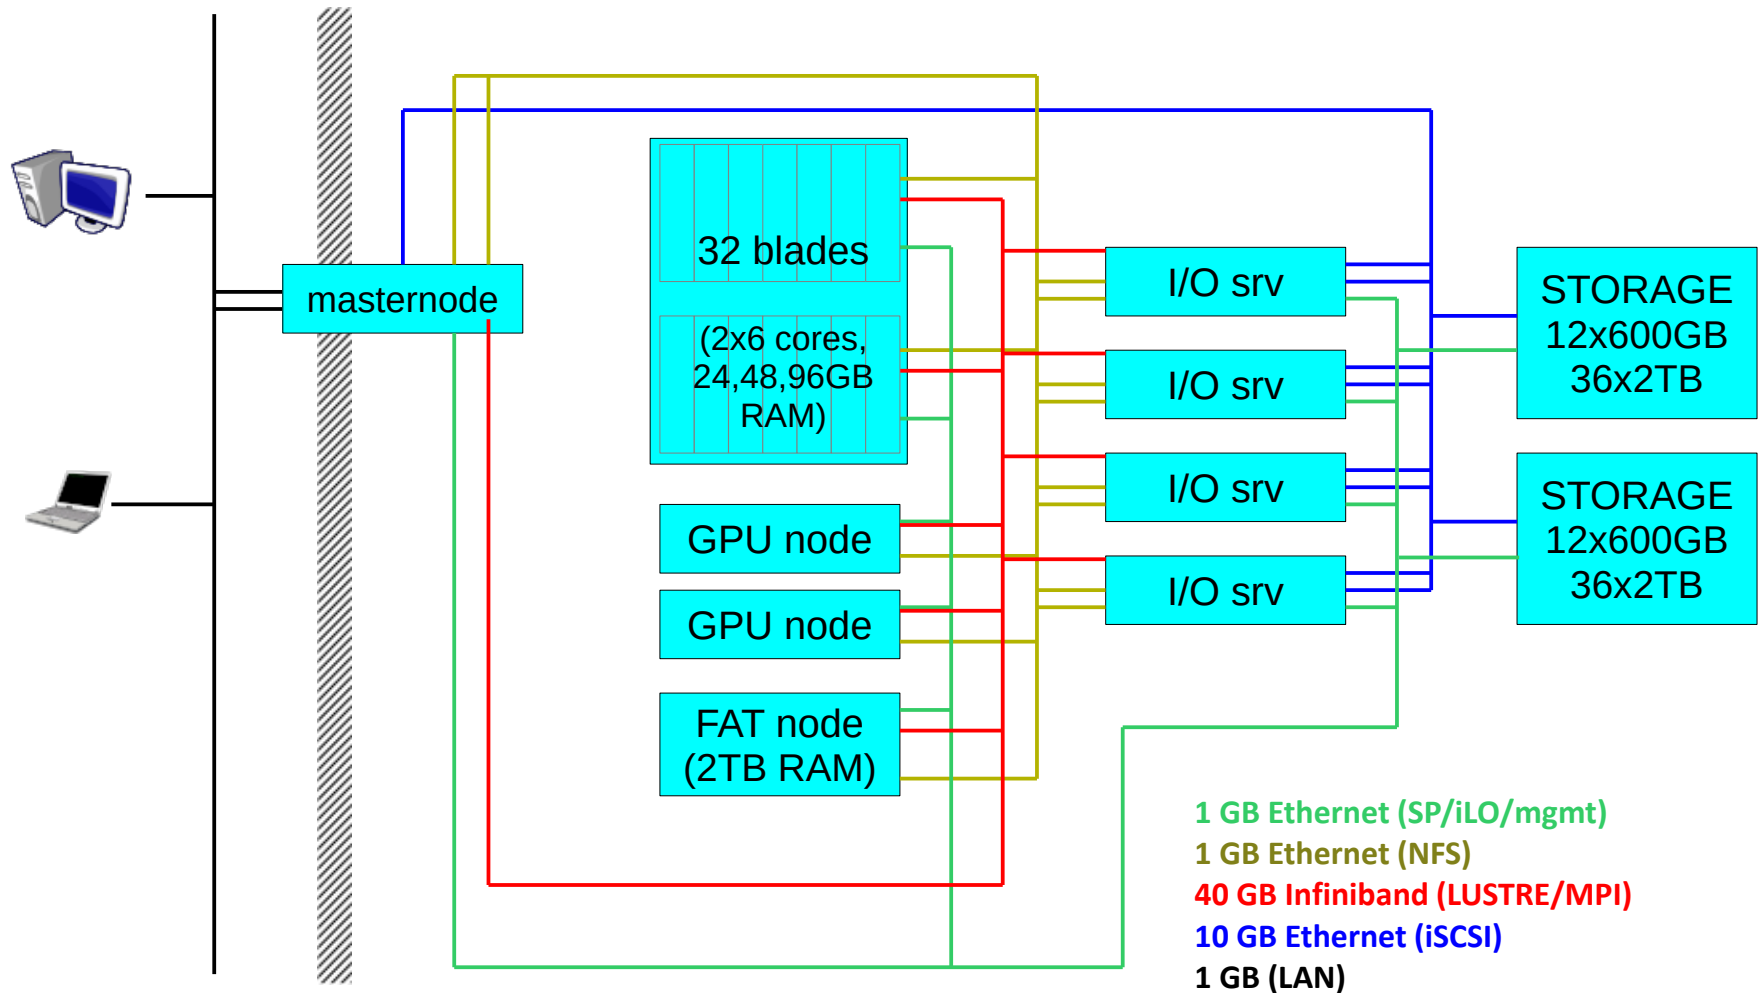 masternode
32 blades
(2x6 cores,
24,48,96GB
RAM)
GPU node
GPU node
FAT node
(2TB RAM)
I/O srv
I/O srv
I/O srv
I/O srv
STORAGE
12x600GB
36x2TB
STORAGE
12x600GB
36x2TB
1 GB Ethernet (SP/iLO/mgmt)
1 GB Ethernet (NFS)
40 GB Infiniband (LUSTRE/MPI)
10 GB Ethernet (iSCSI)
1 GB (LAN)